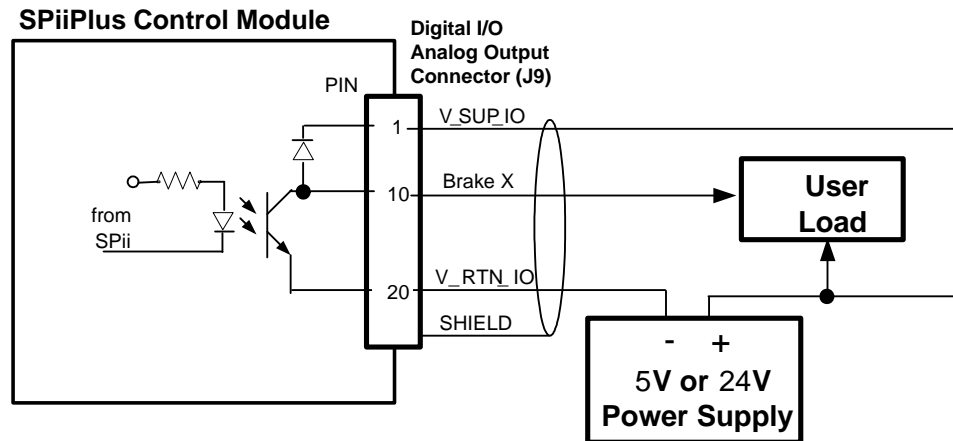 SPiiPlus Control Module
Digital I/O
Analog Output
Connector (J9)
PIN
1
V_SUP_IO
10
Brake X
User
Load
from
SPii
20
V_RTN_IO
SHIELD
- +
5V or 24V
Power Supply